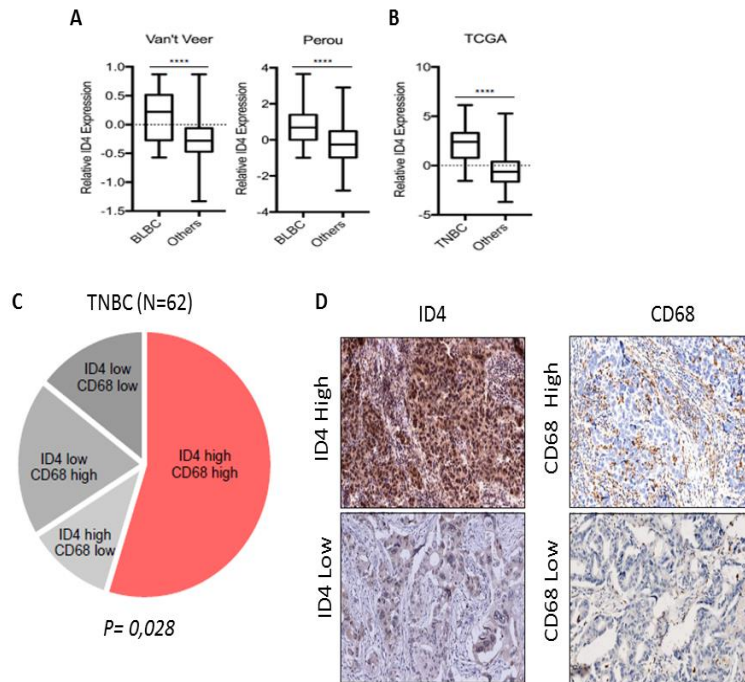 A
Van't Veer
Relative ID4 Expression
1.0
0.5
0.0
-0.5
-1.0
-1.5
****
BLBC
Others
Perou
Relative ID4 Expression
4
2
0
-2
-4
****
BLBC
Others
B
TCGA
Relative ID4 Expression
10
5
0
-5
****
TNBC
Others
C
TNBC (N=62)
ID4 low
CD68 low
ID4 low
CD68 high
ID4 high
CD68 low
ID4 high
CD68 high
P= 0,028
D
ID4
CD68
ID4 High
CD68 High
ID4 Low
CD68 Low